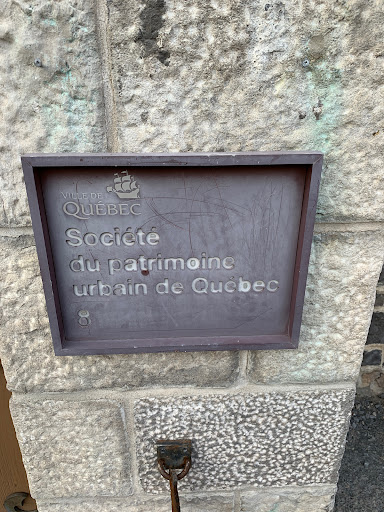 VILLE DE
QUÉBEC
Société
du patrimoine
urbain de Québec
8